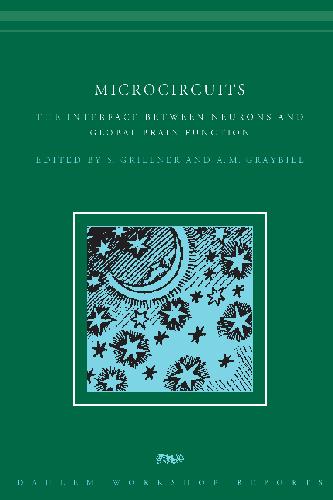 MICROCIRCUITS
THE INTERFACE BETWEEN NEURONS AND
GLOBAL BRAIN FUNCTION
EDITED BY S. GRILLNER AND A.M. GRAYBIEL
DAHLEM WORKSHOP REPORTS